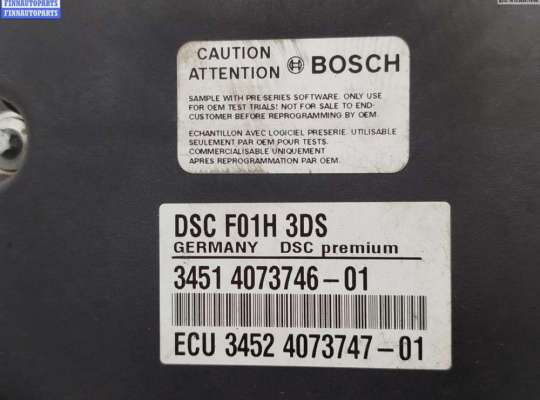 FINNAUTOPARTS
FINNAUTOPARTS
CAUTION
ATTENTION
BOSCH
SAMPLE WITH PRE-SERIES SOFTWARE. ONLY USE
FOR OEM TEST TRIALS! NOT FOR SALE TO END-
CUSTOMER BEFORE REPROGRAMMING BY OEM.
ECHANTILLON AVEC LOGICIEL PRESERIE. UTILISABLE
SEULEMENT PAR OEM POUR TESTS.
COMMERCIALISABLE UNIQUEMENT
APRES REPROGRAMMATION PAR OEM.
DSC F01H 3DS
GERMANY DSC premium
3451 4073746-01
ECU 3452 4073747-01